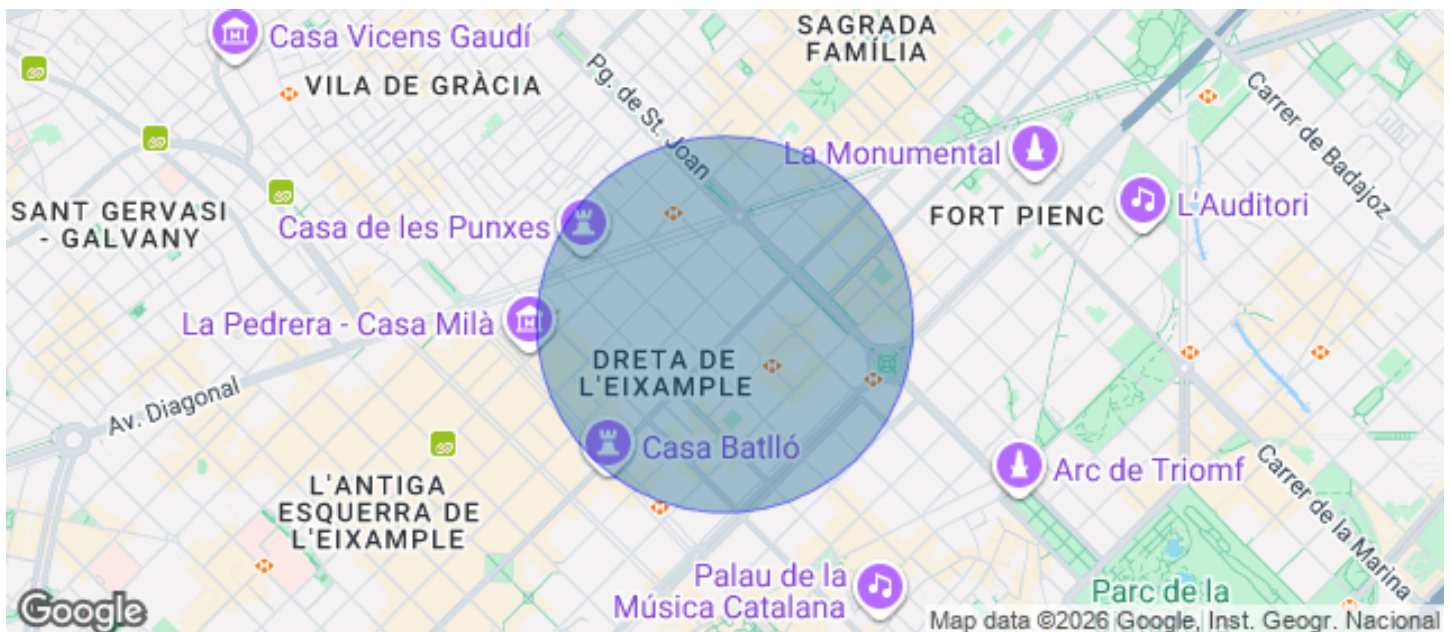 Casa Vicens Gaudí
VILA DE GRÀCIA
SAGRADA
FAMÍLIA
Pg. de St. Joan
Carrer de Badajoz
La Monumental
FORT PIENC
L'Auditori
SANT GERVASI
- GALVANY
Casa de les Punxes
La Pedrera - Casa Milà
DRETA DE
L'EIXAMPLE
Av. Diagonal
Casa Batlló
Arc de Triomf
Carrer de la Marina
L'ANTIGA
ESQUERRA DE
L'EIXAMPLE
Palau de la
Música Catalana
Parc de la
Google
Map data ©2026 Google, Inst. Geogr. Nacional